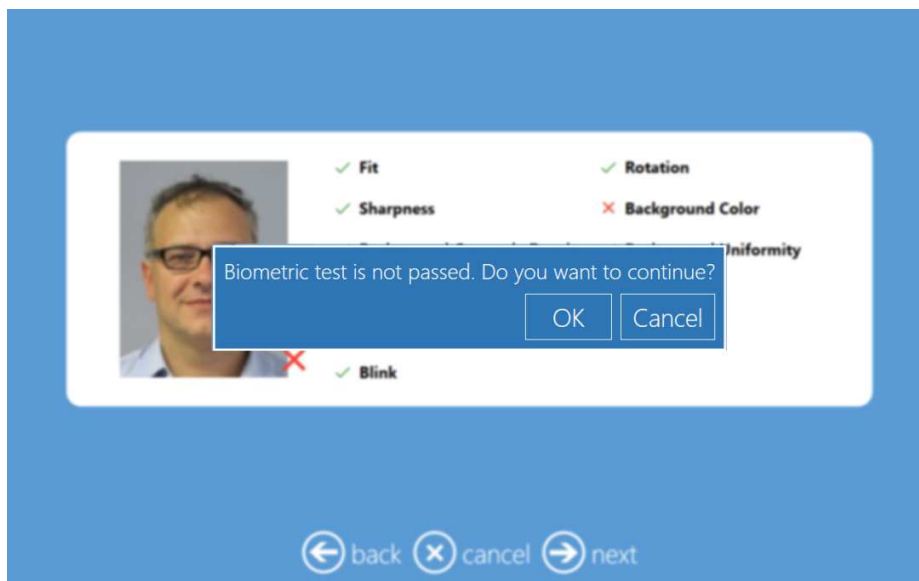 Fit
Rotation
Sharpness
Background Color
Uniformity
Biometric test is not passed. Do you want to continue?
OK Cancel
Blink
back cancel next